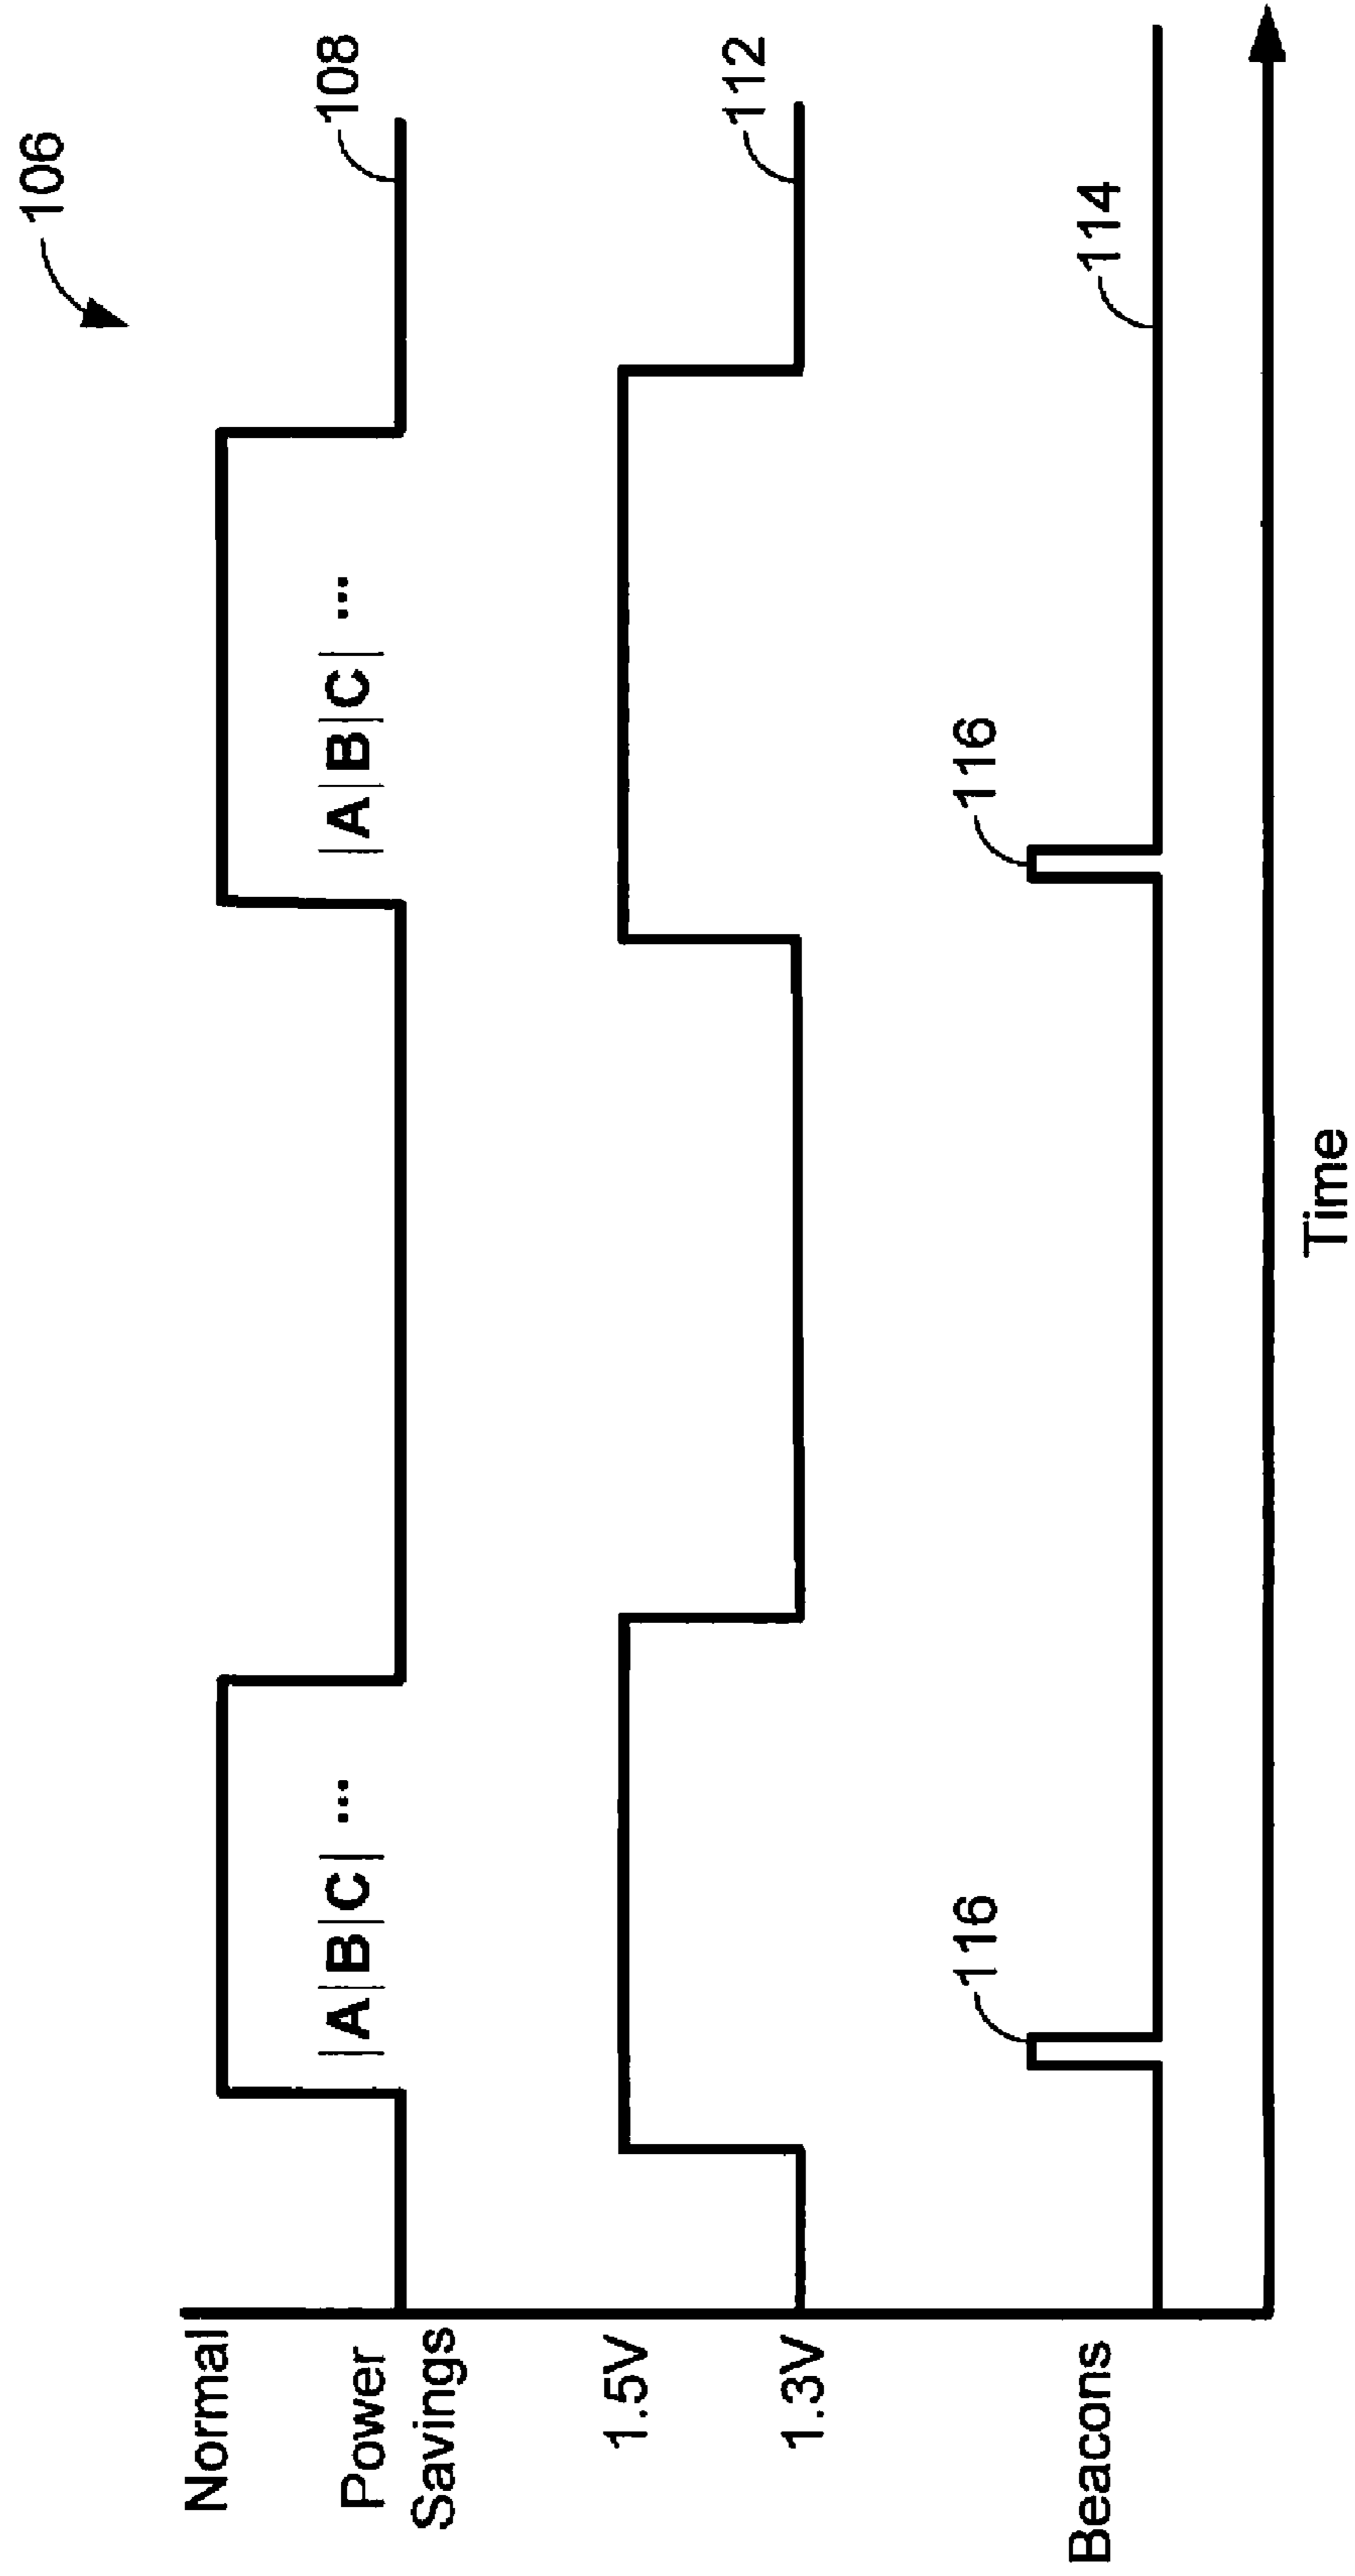 106
Normal
Power
Savings
|A|B|C| ...
|A|B|C| ...
108
1.5V
1.3V
112
Beacons
116
116
114
Time